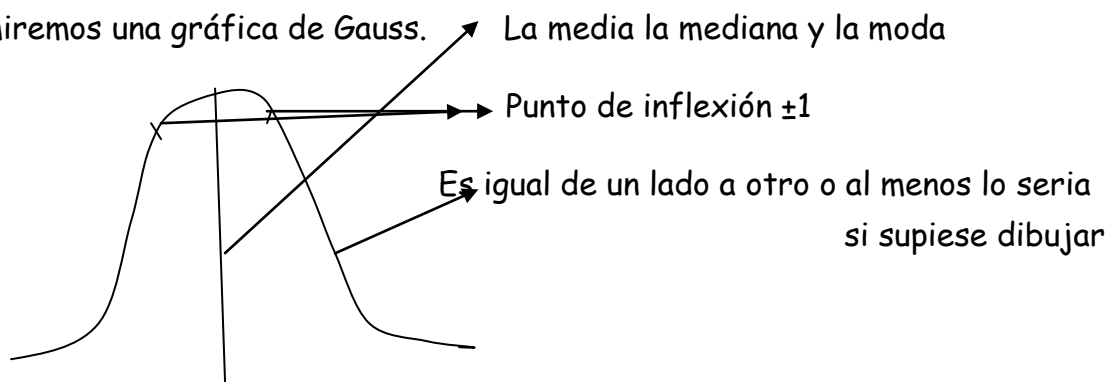 iremos una gráfica de Gauss.
La media la mediana y la moda
Punto de inflexión ±1
Es igual de un lado a otro o al menos lo seria
si supiese dibujar